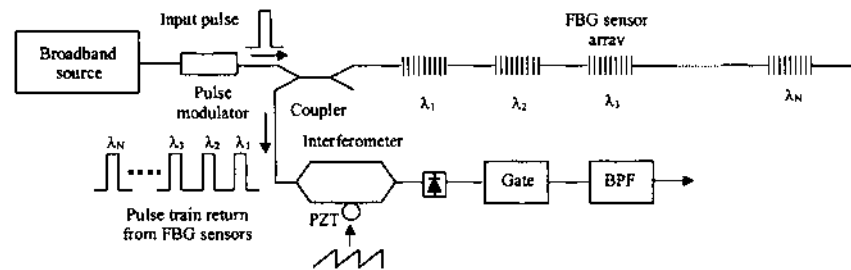 Input pulse
FBG sensor
array
Broadband
source
Pulse
modulator
Coupler
λ1
λ2
λ3
λN
Interferometer
λN
λ3
λ2
λ1
Gate
BPF
PZT
Pulse train return
from FBG sensors